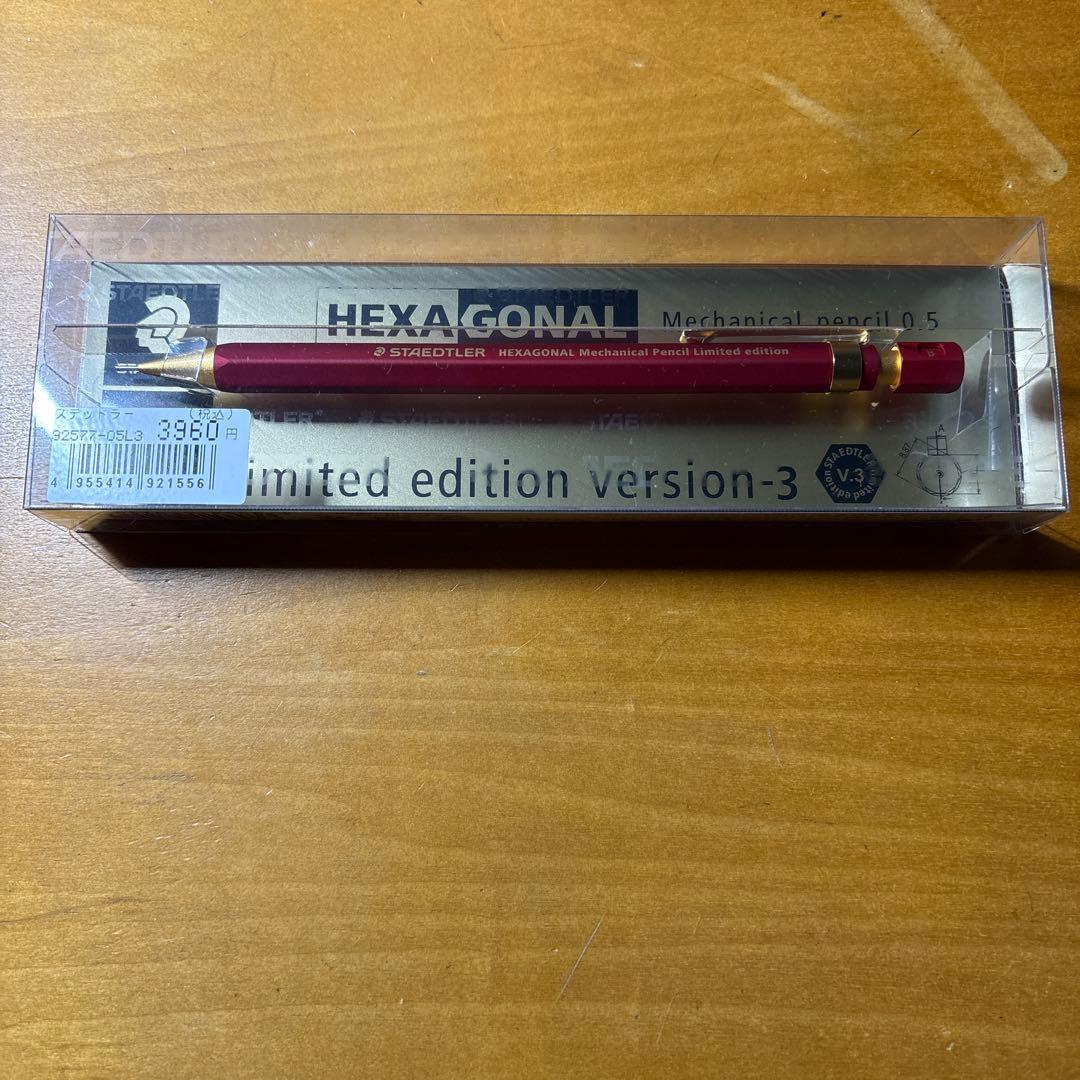 STAEDTLER
HEXAGONAL
Mechanical pencil 0.5
STAEDTLER HEXAGONAL Mechanical Pencil Limited edition
B
ステッドラー (税込)
92577-05L3 3960円
4 955414 921556
imited edition version-3
STAEDTLER
V.3
limited edition
A